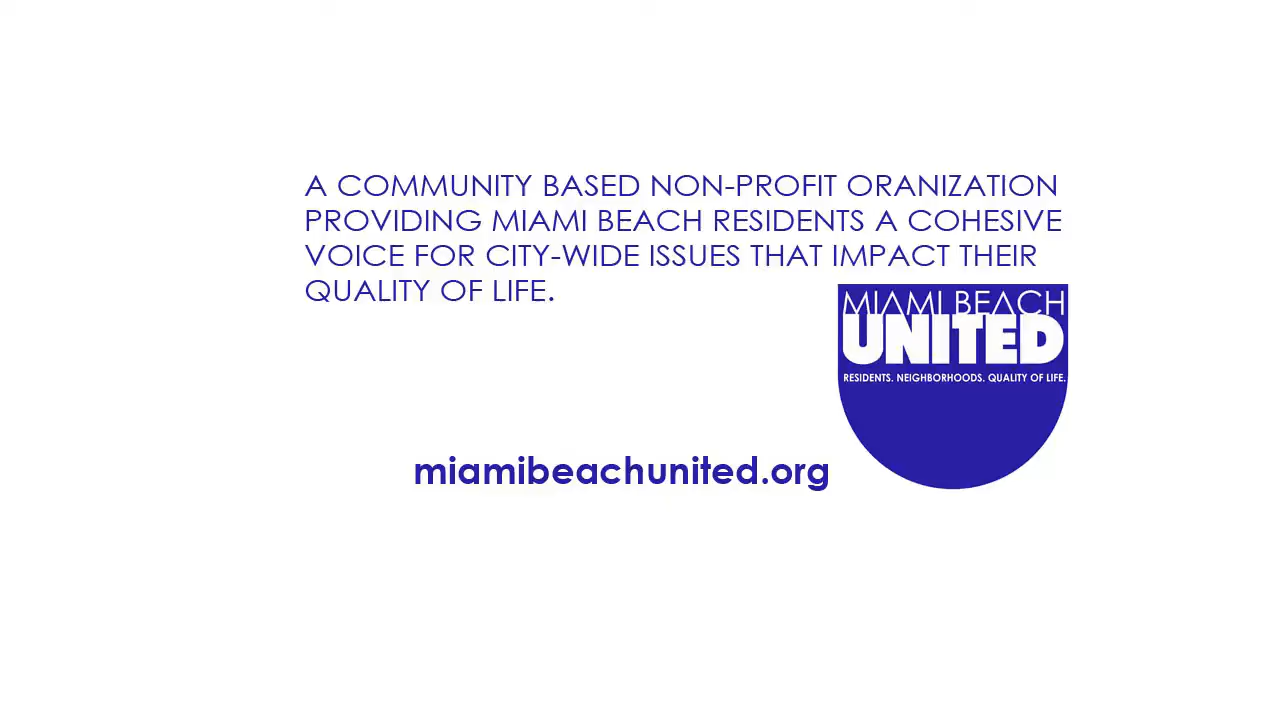 A COMMUNITY BASED NON-PROFIT ORANIZATION
PROVIDING MIAMI BEACH RESIDENTS A COHESIVE
VOICE FOR CITY-WIDE ISSUES THAT IMPACT THEIR
QUALITY OF LIFE.
MIAMI BEACH
UNITED
RESIDENTS. NEIGHBORHOODS. QUALITY OF LIFE.
miamibeachunited.org